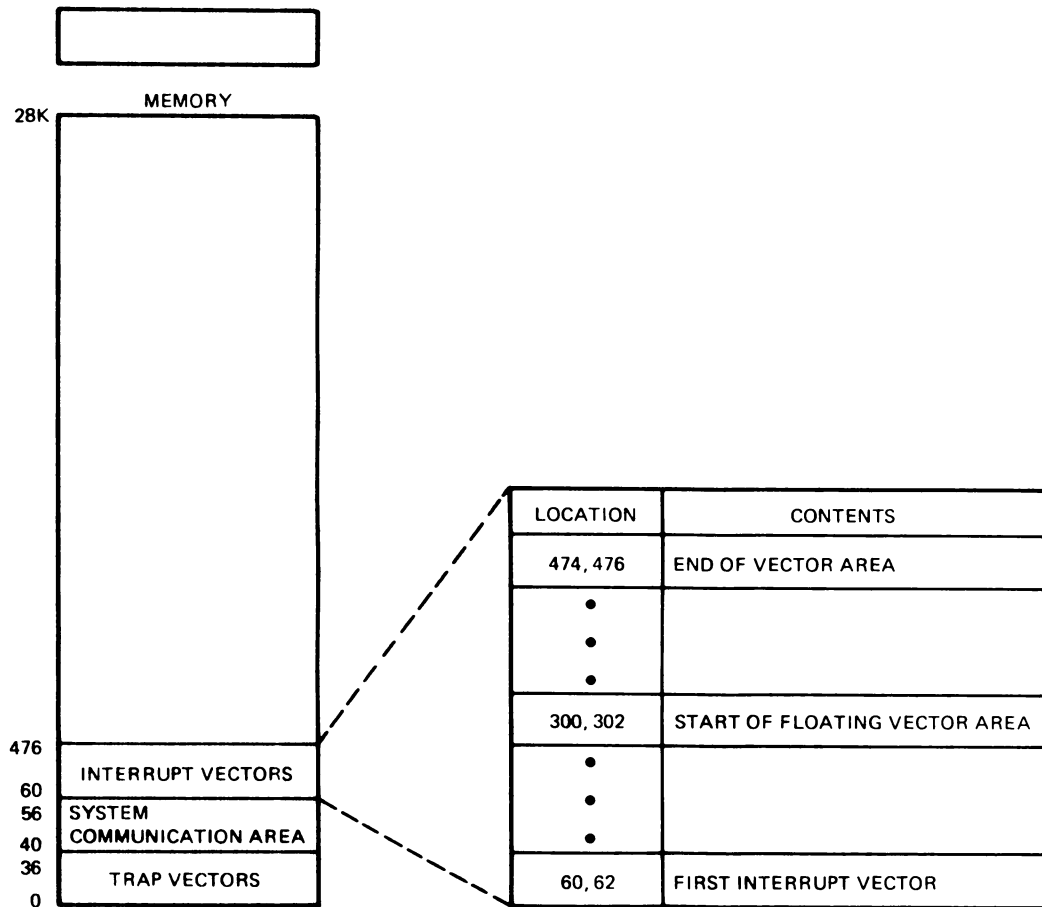 MEMORY
28K
476
INTERRUPT VECTORS
60
56
SYSTEM
COMMUNICATION AREA
40
36
TRAP VECTORS
0
LOCATION CONTENTS
474, 476 END OF VECTOR AREA
300, 302 START OF FLOATING VECTOR AREA
60, 62 FIRST INTERRUPT VECTOR